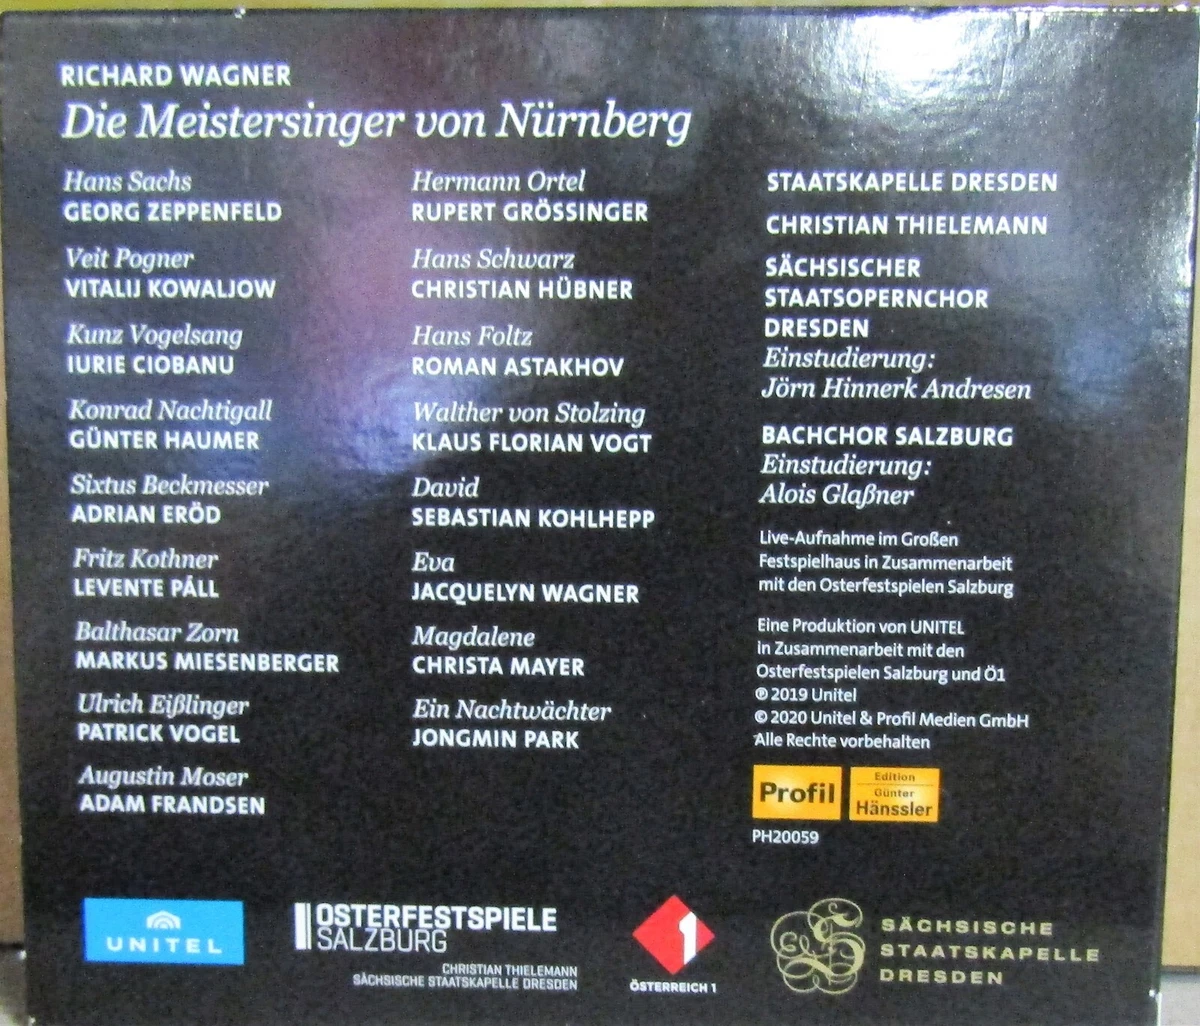 RICHARD WAGNER
Die Meistersinger von Nürnberg
Hans Sachs
GEORG ZEPPENFELD
Veit Pogner
VITALIJ KOWALJOW
Kunz Vogelsang
IURIE CIOBANU
Konrad Nachtigall
GÜNTER HAUMER
Sixtus Beckmesser
ADRIAN ERÖD
Fritz Kothner
LEVENTE PÁLL
Balthasar Zorn
MARKUS MIESENBERGER
Ulrich Eißlinger
PATRICK VOGEL
Augustin Moser
ADAM FRANDSEN
Hermann Ortel
RUPERT GRÖSSINGER
Hans Schwarz
CHRISTIAN HÜBNER
Hans Foltz
ROMAN ASTAKHOV
Walther von Stolzing
KLAUS FLORIAN VOGT
David
SEBASTIAN KOHLHEPP
Eva
JACQUELYN WAGNER
Magdalene
CHRISTA MAYER
Ein Nachtwächter
JONGMIN PARK
STAATSKAPELLE DRESDEN
CHRISTIAN THIELEMANN
SÄCHSISCHER
STAATSOPERNCHOR
DRESDEN
Einstudierung:
Jörn Hinnerk Andresen
BACHCHOR SALZBURG
Einstudierung:
Alois Glaßner
Live-Aufnahme im Großen
Festspielhaus in Zusammenarbeit
mit den Osterfestspielen Salzburg
Eine Produktion von UNITEL
in Zusammenarbeit mit den
Osterfestspielen Salzburg und Ö1
℗ 2019 Unitel
© 2020 Unitel & Profil Medien GmbH
Alle Rechte vorbehalten
Profil
Edition
Günter
Hänssler
PH20059
UNITEL
OSTERFESTSPIELE
SALZBURG
CHRISTIAN THIELEMANN
SÄCHSISCHE STAATSKAPELLE DRESDEN
1
ÖSTERREICH 1
SÄCHSISCHE
STAATSKAPELLE
DRESDEN